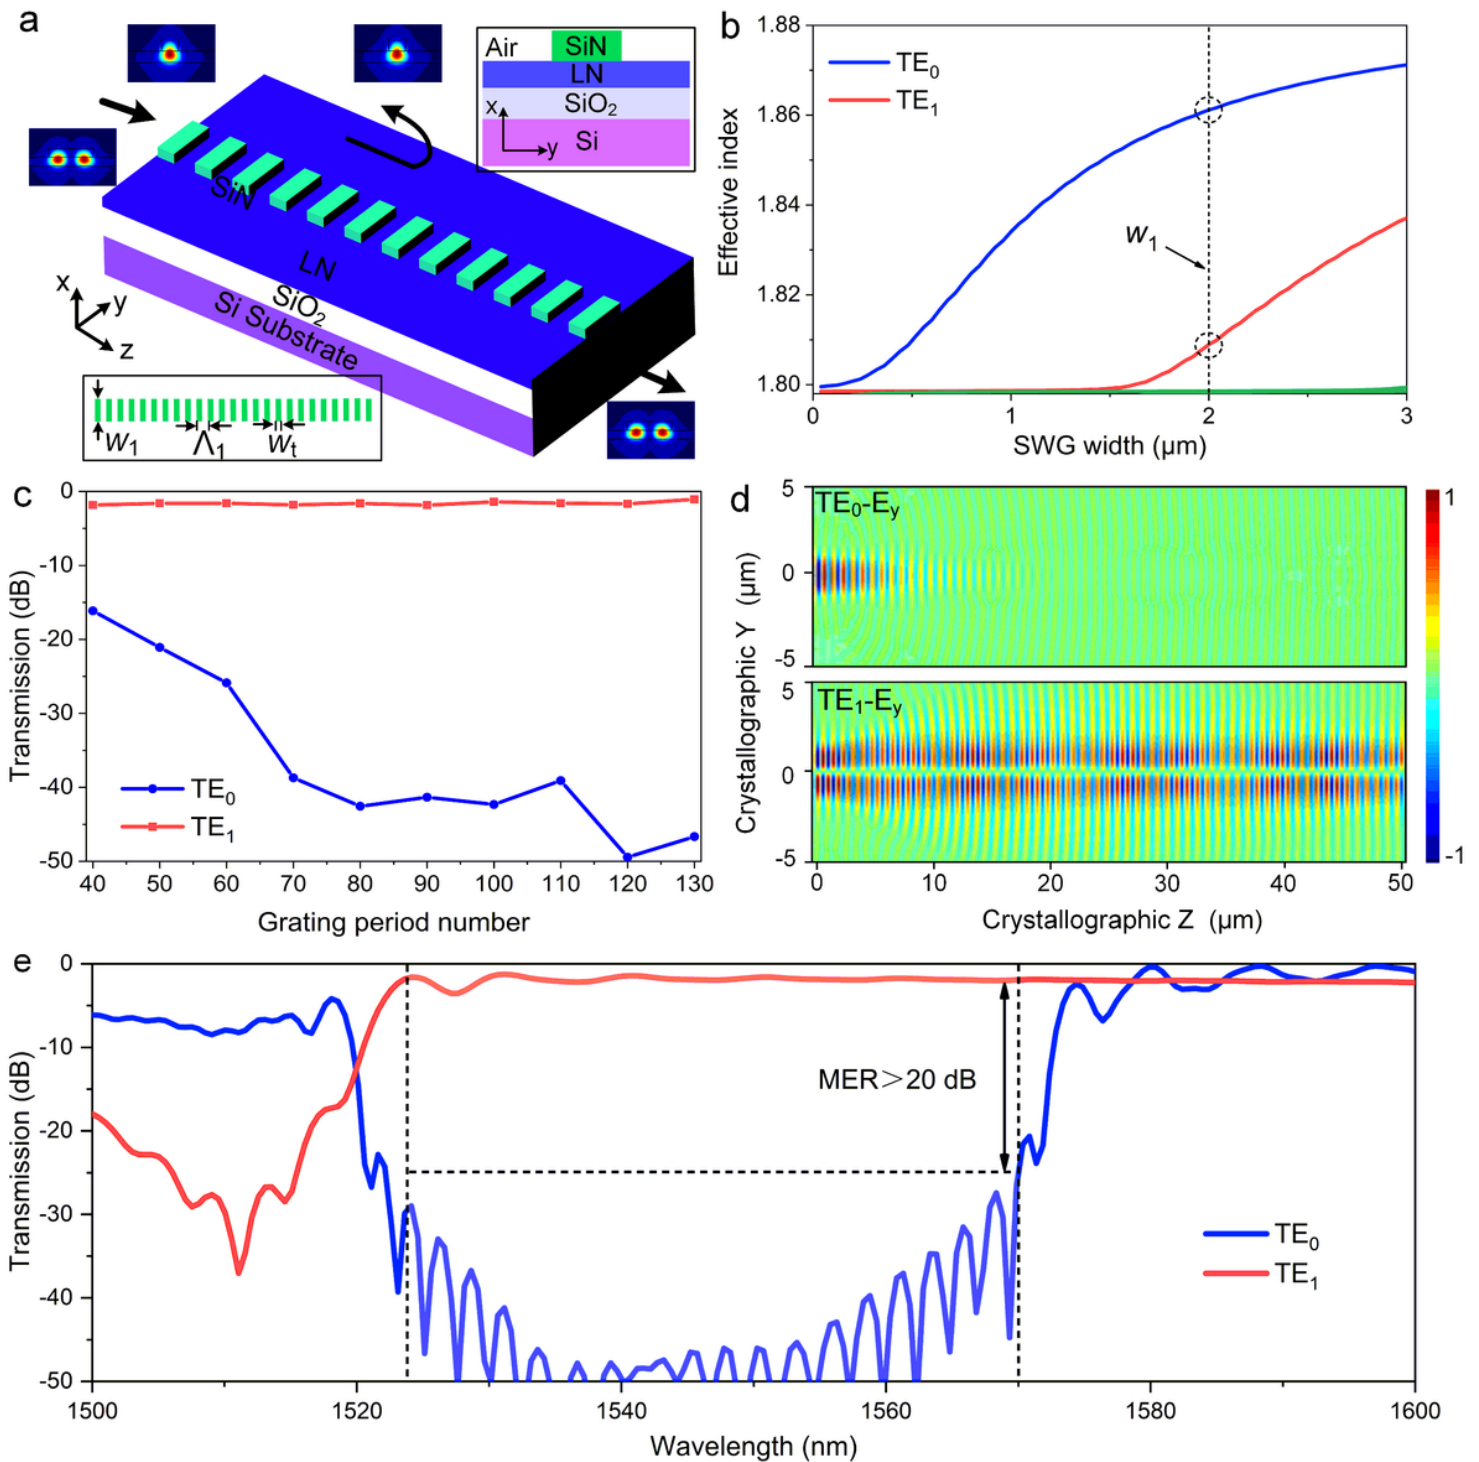 a
Air
SiN
LN
SiO₂
Si
x
y
SiN
LN
SiO₂
Si Substrate
x
y
z
w₁
Λ₁
wₜ
b
1.88
1.86
1.84
1.82
1.80
Effective index
TE₀
TE₁
w₁
0
1
2
3
SWG width (μm)
c
0
-10
-20
-30
-40
-50
Transmission (dB)
TE₀
TE₁
40 50 60 70 80 90 100 110 120 130
Grating period number
d
5
0
-5
TE₀-Eᵧ
5
0
-5
TE₁-Eᵧ
Crystallographic Y (μm)
0 10 20 30 40 50
Crystallographic Z (μm)
1
-1
e
0
-10
-20
-30
-40
-50
Transmission (dB)
MER>20 dB
TE₀
TE₁
1500 1520 1540 1560 1580 1600
Wavelength (nm)